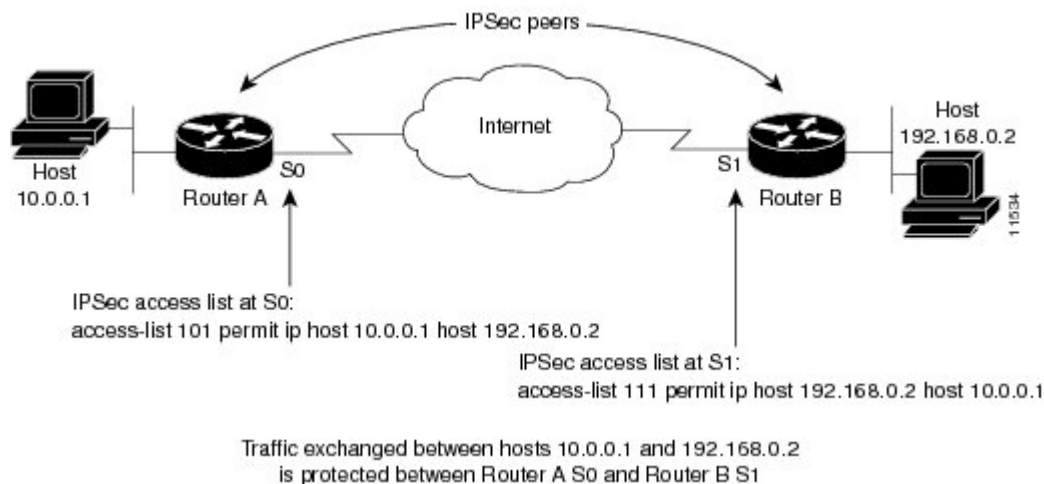 IPSec peers
Internet
Host
10.0.0.1
Router A
S0
S1
Router B
Host
192.168.0.2
11534
IPSec access list at S0:
access-list 101 permit ip host 10.0.0.1 host 192.168.0.2
IPSec access list at S1:
access-list 111 permit ip host 192.168.0.2 host 10.0.0.1
Traffic exchanged between hosts 10.0.0.1 and 192.168.0.2
is protected between Router A S0 and Router B S1